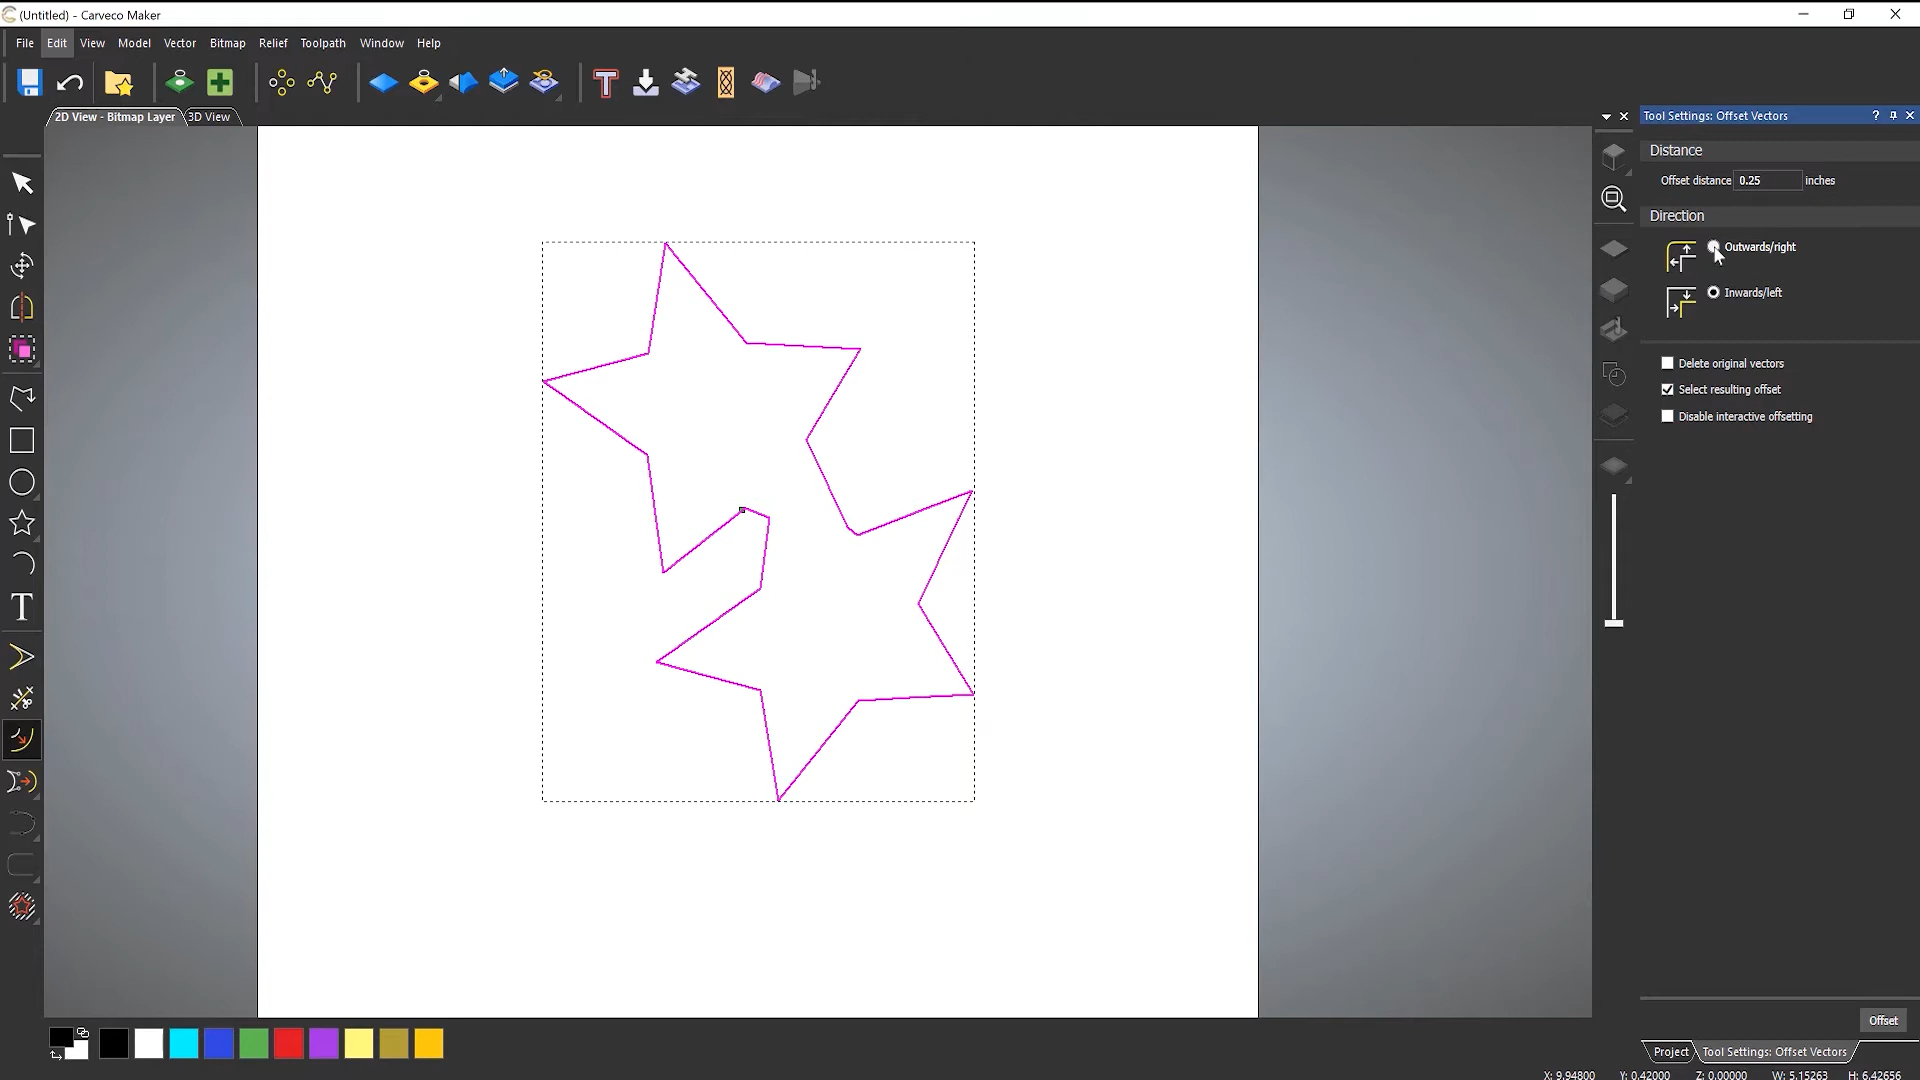 (Untitled) - Carveco Maker
File Edit View Model Vector Bitmap Relief Toolpath Window Help
2D View - Bitmap Layer 3D View
Tool Settings: Offset Vectors
Distance
Offset distance 0.25 inches
Direction
Outwards/right
Inwards/left
Delete original vectors
Select resulting offset
Disable interactive offsetting
Offset
Project Tool Settings: Offset Vectors
X: 9.94800 Y: 0.42000 Z: 0.00000 W: 5.15263 H: 6.42656